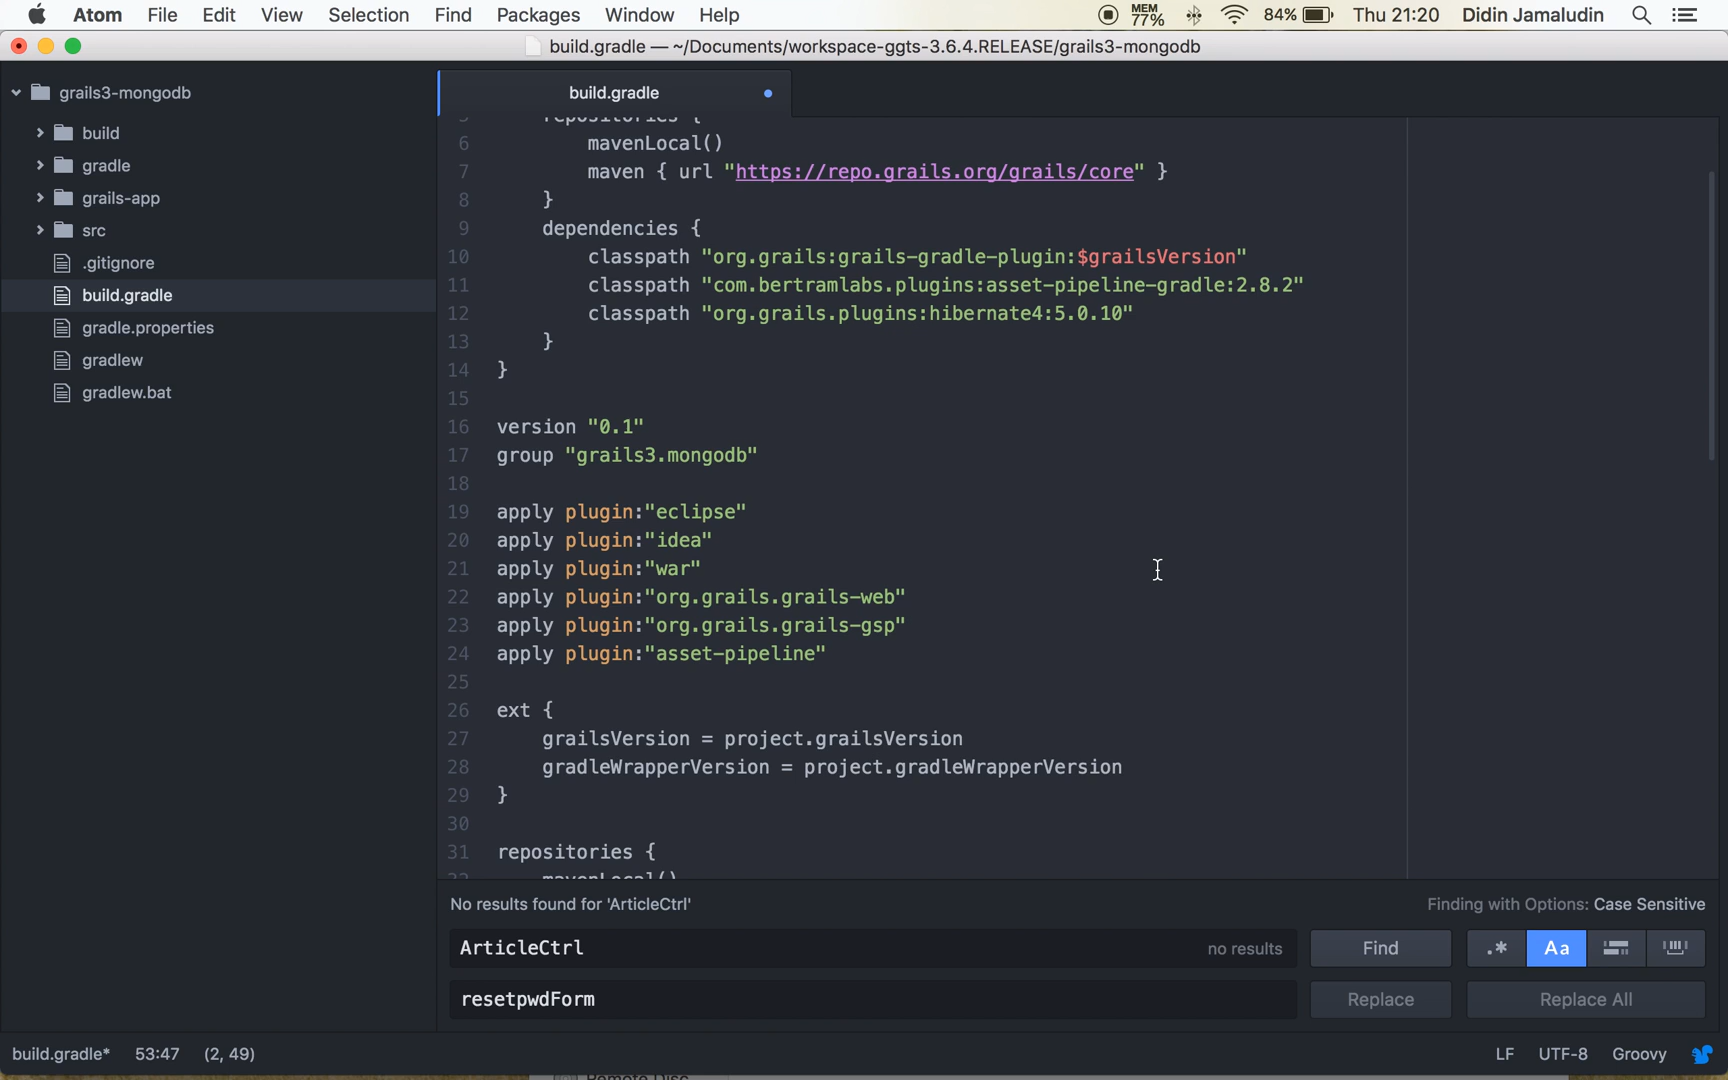 Atom File Edit View Selection Find Packages Window Help MEM 77% 84% Thu 21:20 Didin Jamaludin
build.gradle — ~/Documents/workspace-ggts-3.6.4.RELEASE/grails3-mongodb
grails3-mongodb
build
gradle
grails-app
src
.gitignore
build.gradle
gradle.properties
gradlew
gradlew.bat
build.gradle
5 repositories {
6 mavenLocal()
7 maven { url "https://repo.grails.org/grails/core" }
8 }
9 dependencies {
10 classpath "org.grails:grails-gradle-plugin:$grailsVersion"
11 classpath "com.bertramlabs.plugins:asset-pipeline-gradle:2.8.2"
12 classpath "org.grails.plugins:hibernate4:5.0.10"
13 }
14 }
15
16 version "0.1"
17 group "grails3.mongodb"
18
19 apply plugin:"eclipse"
20 apply plugin:"idea"
21 apply plugin:"war"
22 apply plugin:"org.grails.grails-web"
23 apply plugin:"org.grails.grails-gsp"
24 apply plugin:"asset-pipeline"
25
26 ext {
27 grailsVersion = project.grailsVersion
28 gradleWrapperVersion = project.gradleWrapperVersion
29 }
30
31 repositories {
32 mavenLocal()
No results found for 'ArticleCtrl' Finding with Options: Case Sensitive
ArticleCtrl no results Find .* Aa
resetpwdForm Replace Replace All
build.gradle* 53:47 (2, 49) LF UTF-8 Groovy
Remote Disc